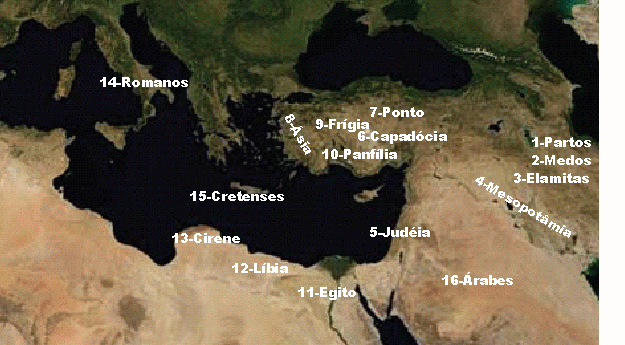 14-Romanos
7-Ponto
8-Ásia
9-Frígia
6-Capadócia
10-Panfília
1-Partos
2-Medos
3-Elamitas
4-Mesopotâmia
15-Cretenses
5-Judéia
13-Cirene
12-Líbia
11-Egito
16-Árabes